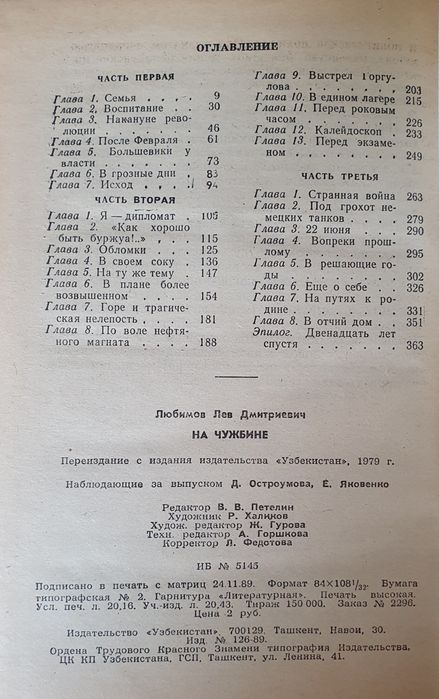 ОГЛАВЛЕНИЕ
ЧАСТЬ ПЕРВАЯ
Глава 1. Семья . . . . 9
Глава 2. Воспитание . . 30
Глава 3. Накануне рево-
люции . . . . . 46
Глава 4. После Февраля . 61
Глава 5. Большевики у
власти . . . . . 73
Глава 6. В грозные дни . 83
Глава 7. Исход . . . . 94
ЧАСТЬ ВТОРАЯ
Глава 1. Я — дипломат . 105
Глава 2. «Как хорошо
быть буржуа!..» . . . 115
Глава 3. Обломки . . . 125
Глава 4. В своем соку . . 136
Глава 5. На ту же тему . 147
Глава 6. В плане более
возвышенном . . . . 154
Глава 7. Горе и трагиче-
ская нелепость . . . . 181
Глава 8. По воле нефтя-
ного магната . . . . 188
Глава 9. Выстрел Горгу-
лова . . . . . . . 203
Глава 10. В едином лагере 215
Глава 11. Перед роковым
часом . . . . . . 226
Глава 12. Калейдоскоп . 233
Глава 13. Перед экзаме-
ном . . . . . . . 249
ЧАСТЬ ТРЕТЬЯ
Глава 1. Странная война 263
Глава 2. Под грохот не-
мецких танков . . . . 279
Глава 3. 22 июня . . . 290
Глава 4. Вопреки прош-
лому . . . . . . 295
Глава 5. В решающие го-
ды . . . . . . . 302
Глава 6. Еще о себе . . 326
Глава 7. На путях к ро-
дине . . . . . . 331
Глава 8. В отчий дом . . 351
Эпилог. Двенадцать лет
спустя . . . . . . 363
Любимов Лев Дмитриевич
НА ЧУЖБИНЕ
Переиздание с издания издательства «Узбекистан», 1979 г.
Наблюдающие за выпуском Д. Остроумова, Е. Яковенко
Редактор В. В. Петелин
Художник Р. Халилов
Худож. редактор Ж. Гурова
Техн. редактор А. Горшкова
Корректор Л. Федотова
ИБ № 5145
Подписано в печать с матриц 24.11.89. Формат 84×108¹/₃₂. Бумага
типографская № 2. Гарнитура «Литературная». Печать высокая.
Усл. печ. л. 20,16. Уч.-изд. л. 20,43. Тираж 150 000. Заказ № 2296.
Цена 2 руб.
Издательство «Узбекистан», 700129, Ташкент, Навои, 30.
Изд. № 126-89.
Ордена Трудового Красного Знамени типография Издательства
ЦК КП Узбекистана, ГСП, Ташкент, ул. Ленина, 41.